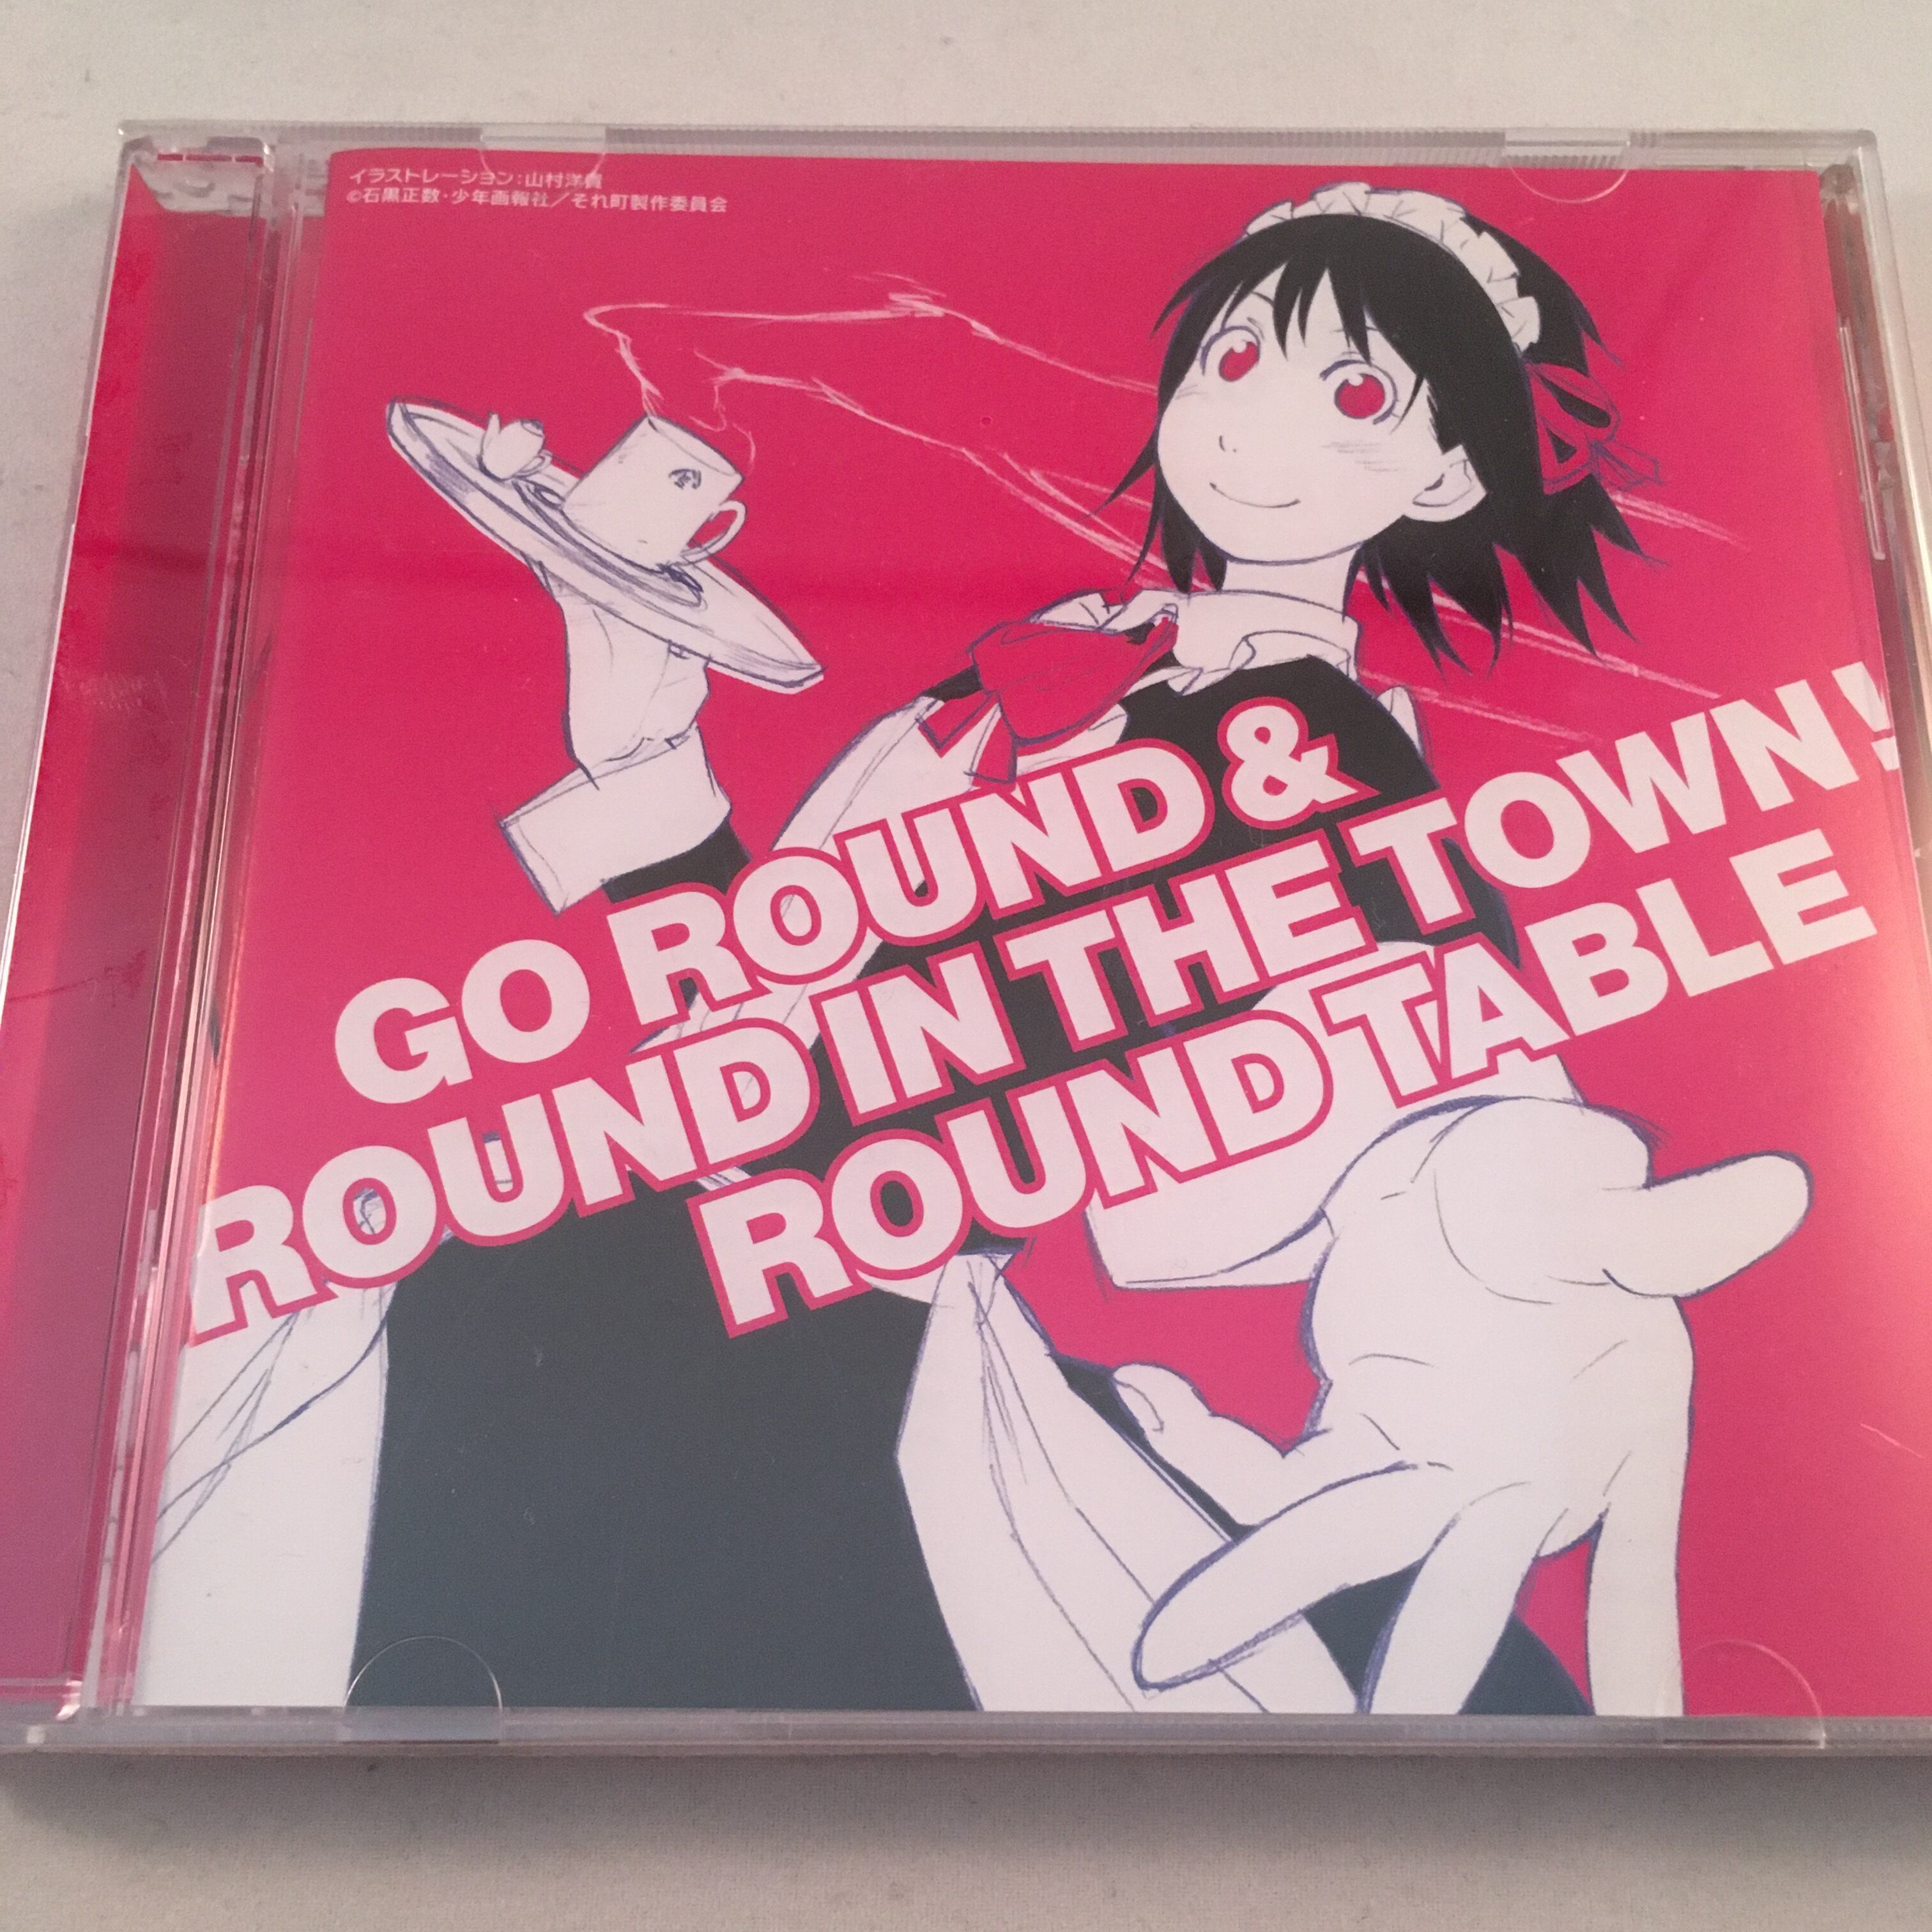 イラストレーション:山村洋貴
©石黒正数・少年画報社/それ町製作委員会
GO ROUND &
ROUND IN THE TOWN!
ROUND TABLE